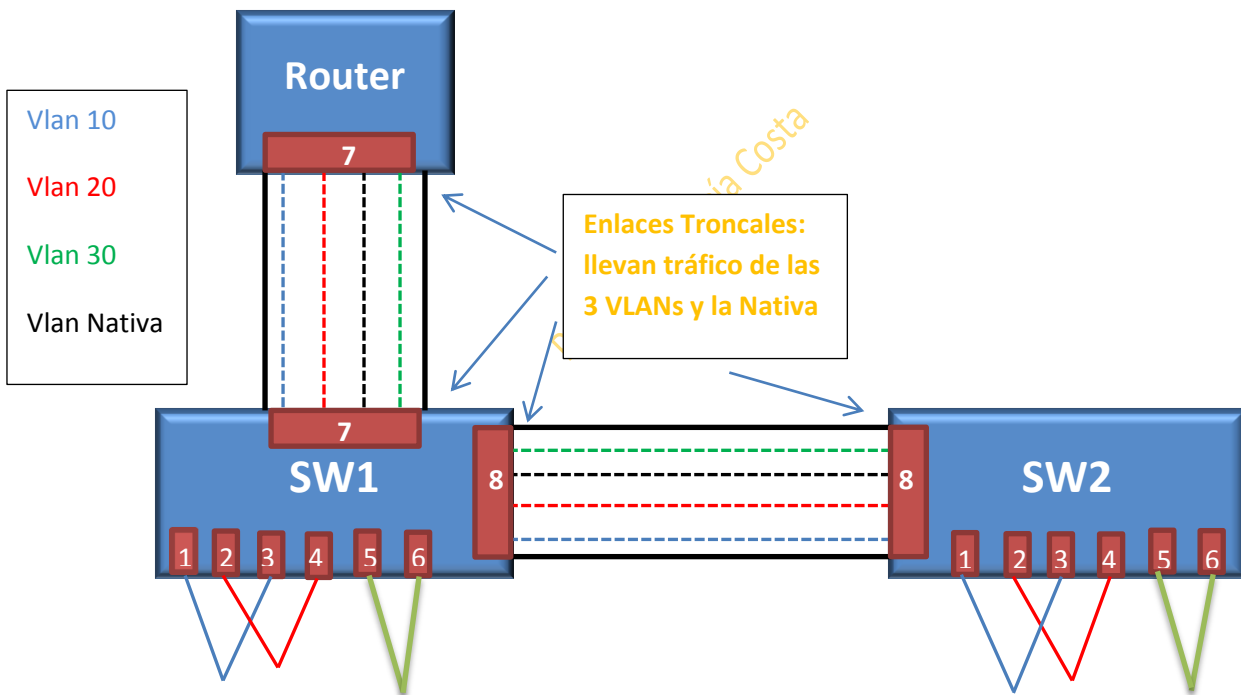 Router
7
Vlan 10
Vlan 20
Vlan 30
Vlan Nativa
Costa
Enlaces Troncales:
llevan tráfico de las
3 VLANs y la Nativa
7
SW1
8
8
SW2
1 2 3 4 5 6
1 2 3 4 5 6